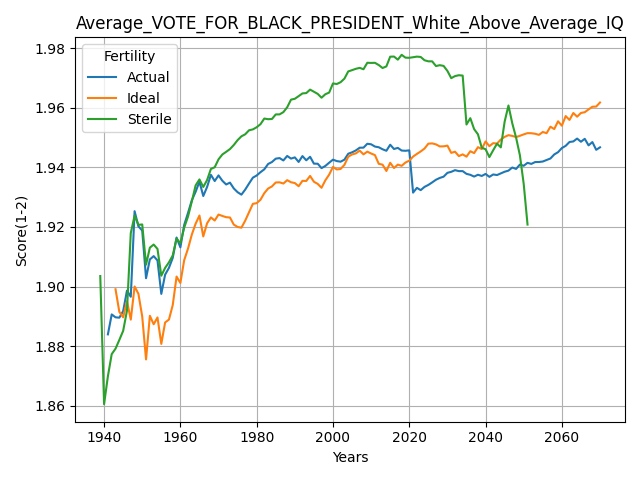 Average_VOTE_FOR_BLACK_PRESIDENT_White_Above_Average_IQ
Fertility
Actual
Ideal
Sterile
Score(1-2)
1.98
1.96
1.94
1.92
1.90
1.88
1.86
1940 1960 1980 2000 2020 2040 2060
Years